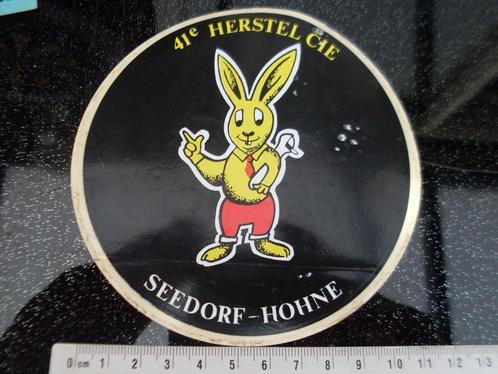 41e HERSTEL CIE
SEEDORF-HOHNE
0 cm 1 2 3 4 5 6 7 8 9 10 11 12 13